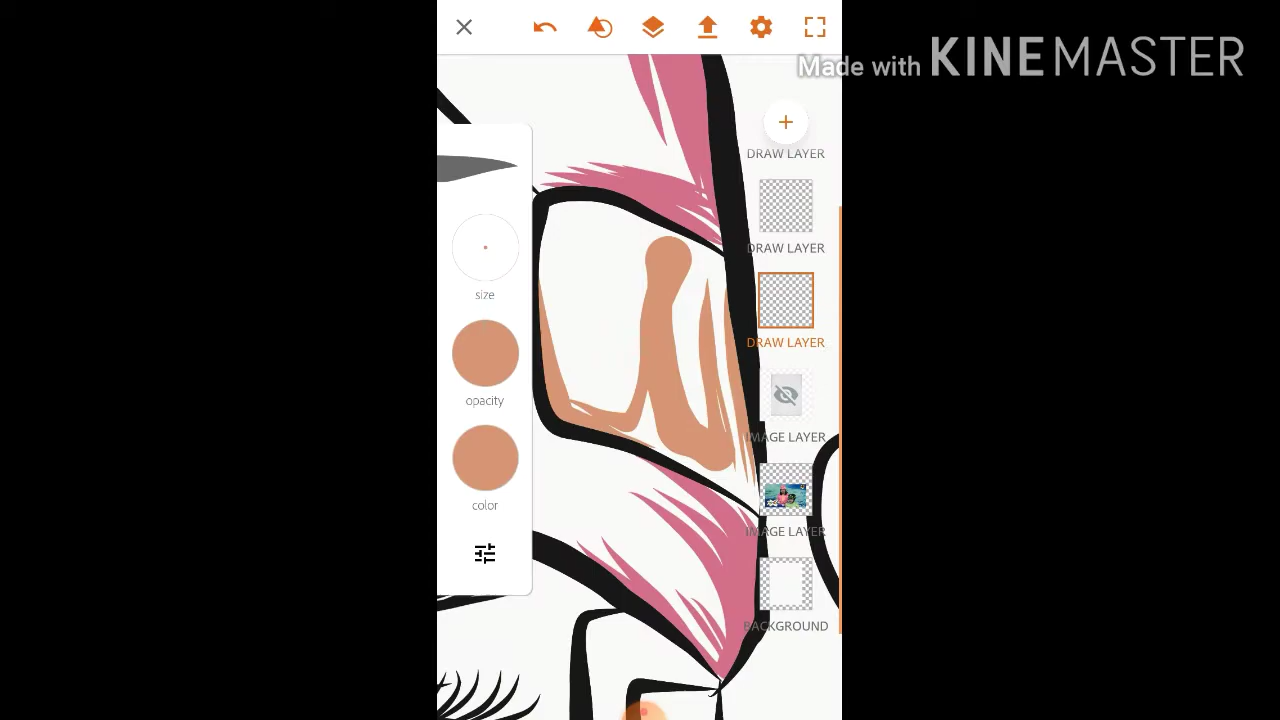 Made with KINEMASTER
DRAW LAYER
DRAW LAYER
size
DRAW LAYER
opacity
IMAGE LAYER
color
IMAGE LAYER
BACKGROUND